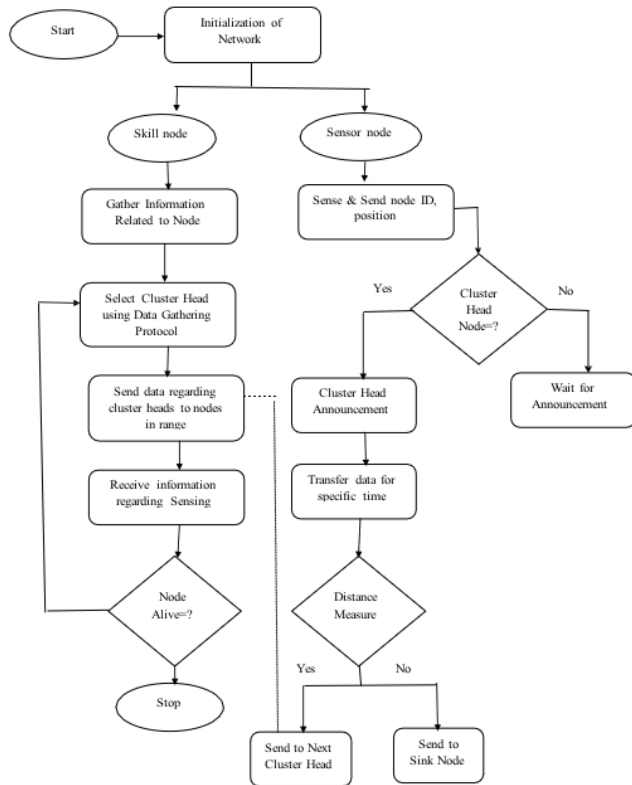 Start
Initialization of
Network
Skill node
Sensor node
Gather Information
Related to Node
Sense & Send node ID,
position
Select Cluster Head
using Data Gathering
Protocol
Yes
Cluster
Head
Node=?
No
Send data regarding
cluster heads to nodes
in range
Cluster Head
Announcement
Wait for
Announcement
Receive information
regarding Sensing
Transfer data for
specific time
Node
Alive=?
Distance
Measure
Yes
No
Stop
Send to Next
Cluster Head
Send to
Sink Node